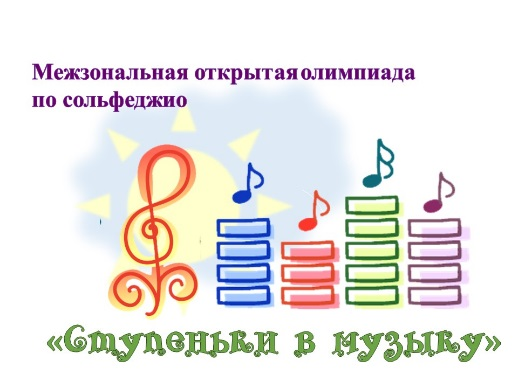 Межзональная открытая олимпиада
по сольфеджио
«Ступеньки в музыку»